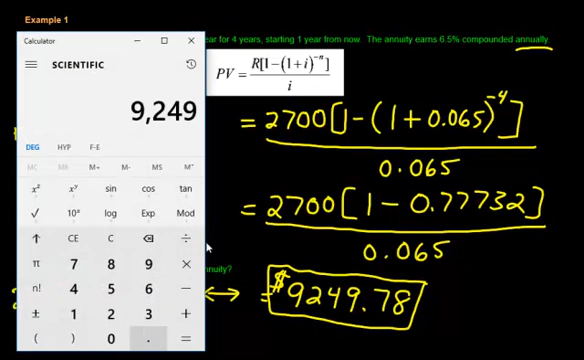 Example 1
Calculator
ear for 4 years, starting 1 year from now. The annuity earns 6.5% compounded annually.
SCIENTIFIC
PV = R[1-(1+i)^-n] / i
9,249
DEG HYP F-E
MC MR M+ M- MS M˅
x² xʸ sin cos tan
√ 10ˣ log Exp Mod
↑ CE C ⌫ ÷
π 7 8 9 ×
n! 4 5 6 −
± 1 2 3 +
( ) 0 . =
= 2700[1-(1+0.065)^-4] / 0.065
= 2700[1-0.77732] / 0.065
nnuity?
↔ = $9249.78